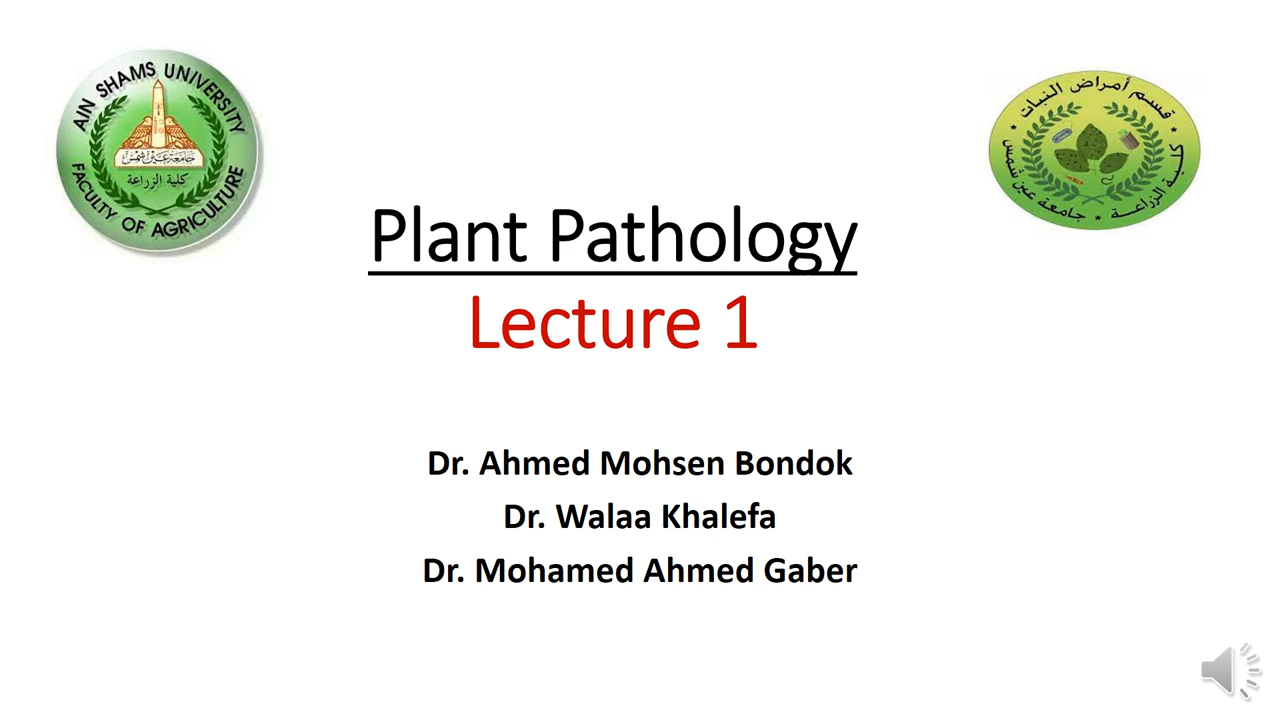 AIN SHAMS UNIVERSITY
جامعة عين شمس
كلية الزراعة
FACULTY OF AGRICULTURE
قسم أمراض النبات
* كلية الزراعة * جامعة عين شمس *
Plant Pathology
Lecture 1
Dr. Ahmed Mohsen Bondok
Dr. Walaa Khalefa
Dr. Mohamed Ahmed Gaber